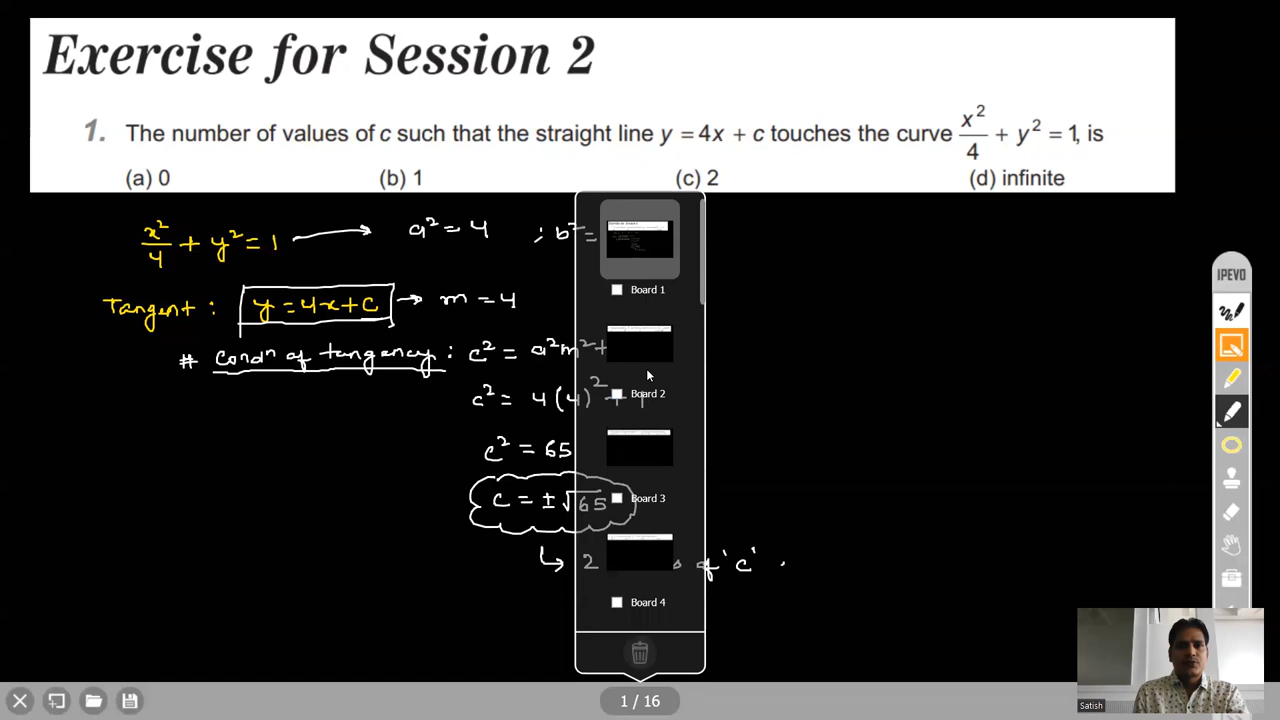 Exercise for Session 2
1. The number of values of c such that the straight line y = 4x + c touches the curve x²/4 + y² = 1, is
(a) 0 (b) 1 (c) 2 (d) infinite
x²/4 + y² = 1 → a² = 4 ; b² =
Tangent : y = 4x + c → m = 4
# Condn of tangency : c² = a²m² +
c² = 4 (4)² + 1
c² = 65
c = ± √65
↳ 2 of 'c' .
Board 1
Board 2
Board 3
Board 4
1 / 16
IPEVO
Satish